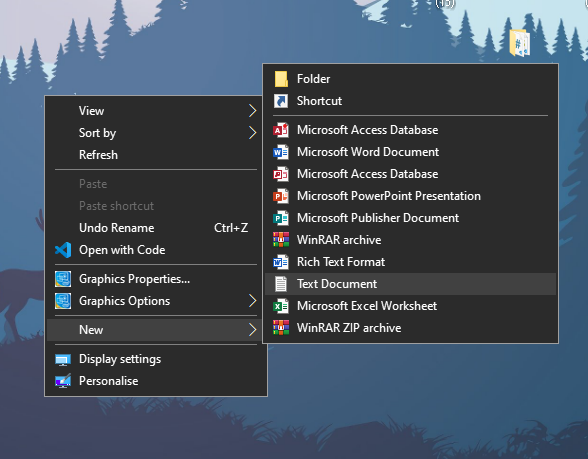 View
Sort by
Refresh
Paste
Paste shortcut
Undo Rename Ctrl+Z
Open with Code
Graphics Properties...
Graphics Options
New
Display settings
Personalise
Folder
Shortcut
Microsoft Access Database
Microsoft Word Document
Microsoft Access Database
Microsoft PowerPoint Presentation
Microsoft Publisher Document
WinRAR archive
Rich Text Format
Text Document
Microsoft Excel Worksheet
WinRAR ZIP archive